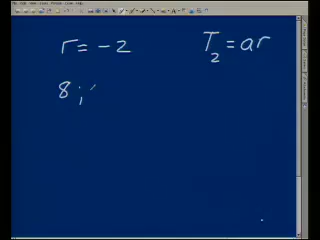 r = -2
T₂ = ar
8 ;